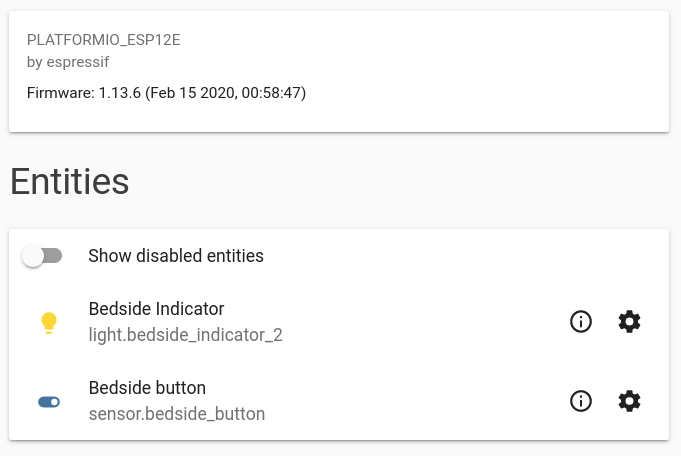 PLATFORMIO_ESP12E
by espressif
Firmware: 1.13.6 (Feb 15 2020, 00:58:47)
Entities
Show disabled entities
Bedside Indicator
light.bedside_indicator_2
Bedside button
sensor.bedside_button